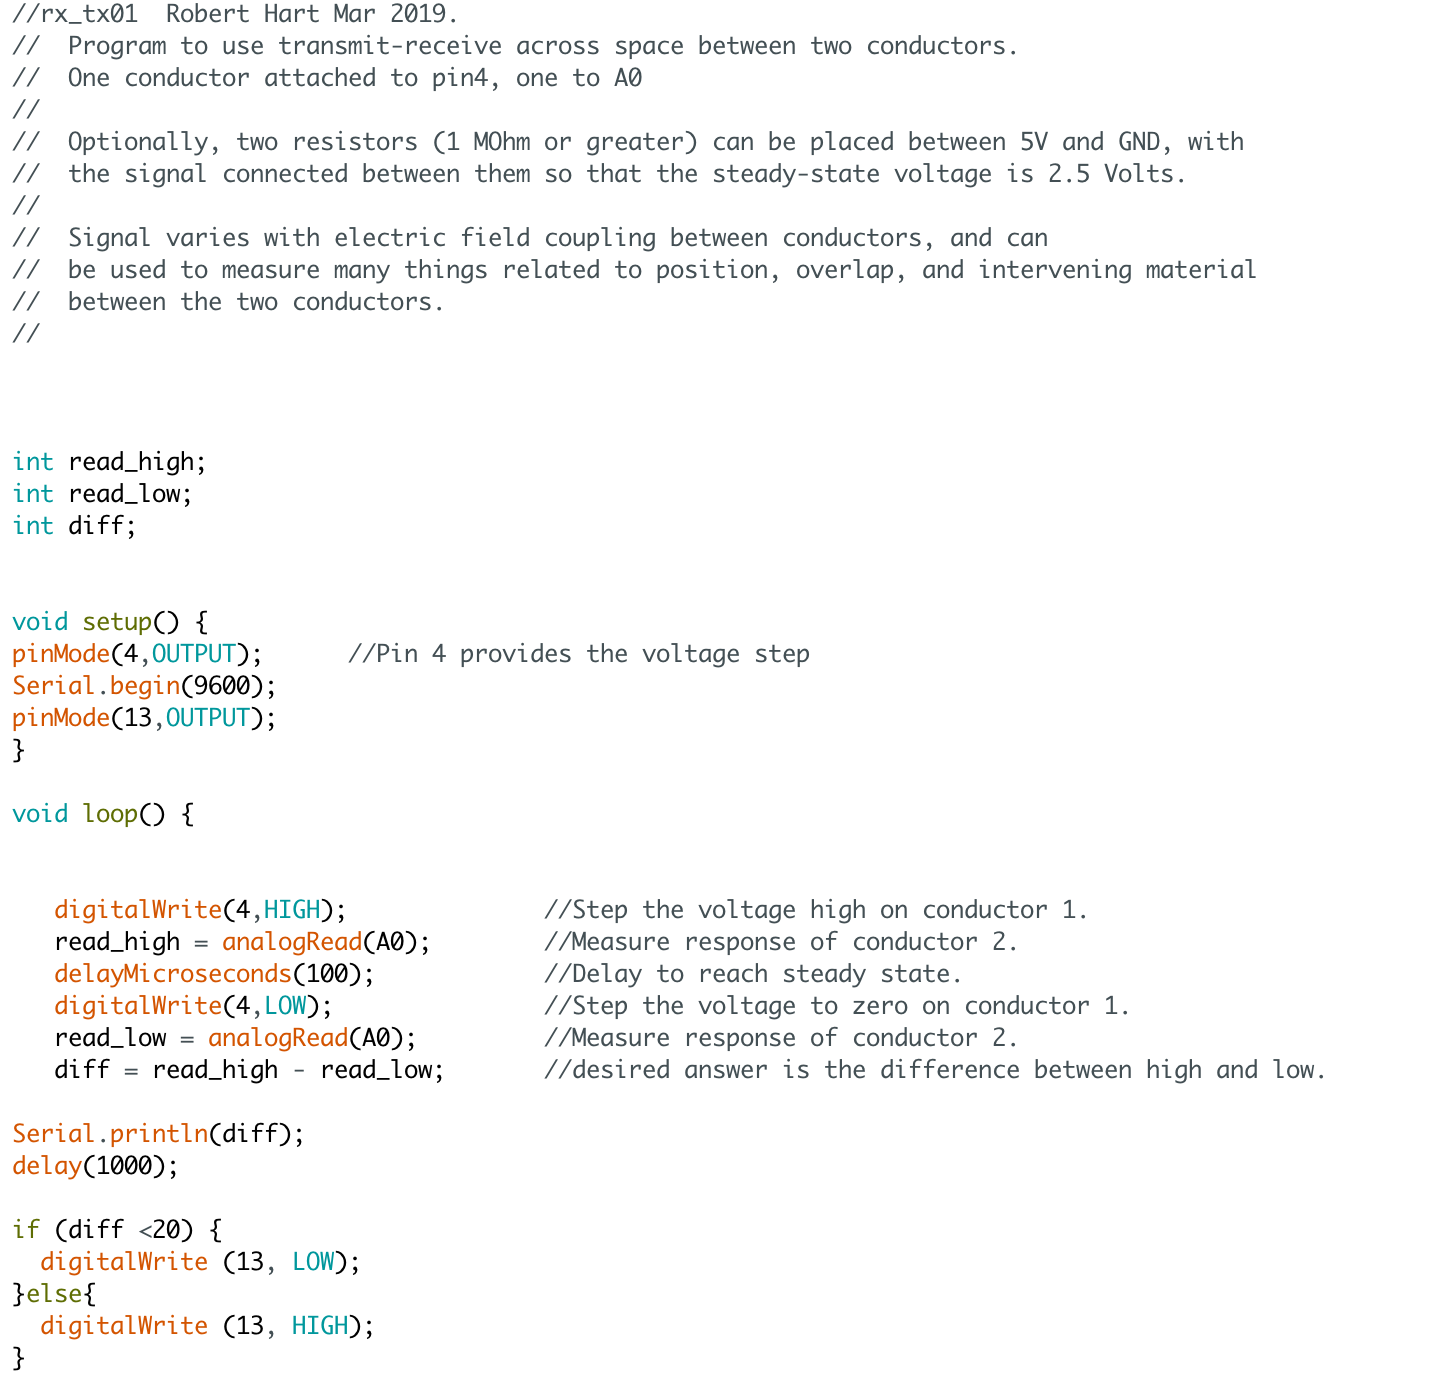 //rx_tx01  Robert Hart Mar 2019.
//  Program to use transmit-receive across space between two conductors.
//  One conductor attached to pin4, one to A0
//
//  Optionally, two resistors (1 MOhm or greater) can be placed between 5V and GND, with
//  the signal connected between them so that the steady-state voltage is 2.5 Volts.
//
//  Signal varies with electric field coupling between conductors, and can
//  be used to measure many things related to position, overlap, and intervening material
//  between the two conductors.
//
int read_high;
int read_low;
int diff;
void setup() {
pinMode(4,OUTPUT);      //Pin 4 provides the voltage step
Serial.begin(9600);
pinMode(13,OUTPUT);
}
void loop() {
   digitalWrite(4,HIGH);              //Step the voltage high on conductor 1.
   read_high = analogRead(A0);        //Measure response of conductor 2.
   delayMicroseconds(100);            //Delay to reach steady state.
   digitalWrite(4,LOW);               //Step the voltage to zero on conductor 1.
   read_low = analogRead(A0);         //Measure response of conductor 2.
   diff = read_high - read_low;       //desired answer is the difference between high and low.
Serial.println(diff);
delay(1000);
if (diff <20) {
  digitalWrite (13, LOW);
}else{
  digitalWrite (13, HIGH);
}